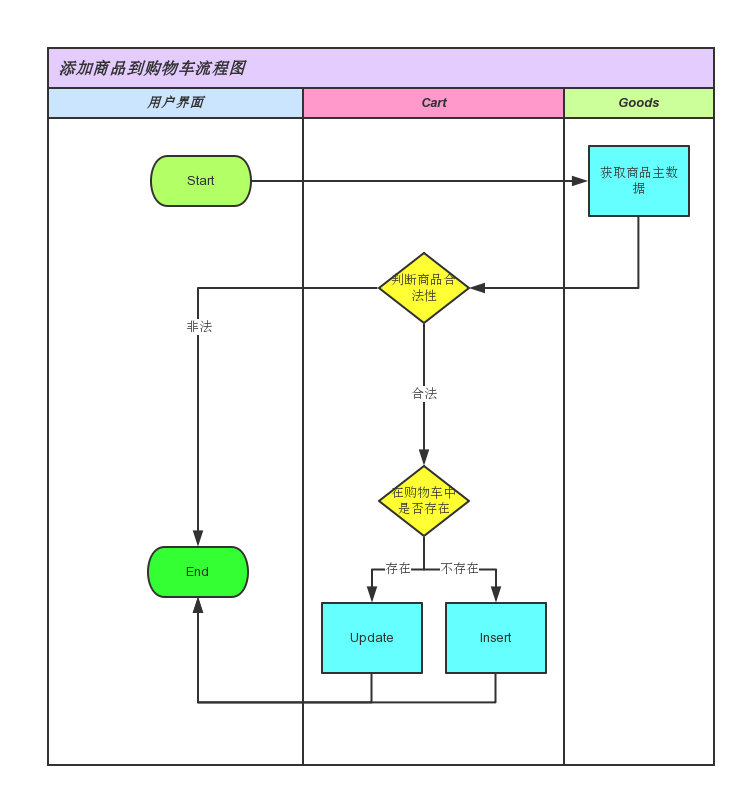 添加商品到购物车流程图
用户界面
Cart
Goods
Start
获取商品主数
据
判断商品合
法性
非法
合法
在购物车中
是否存在
存在
不存在
End
Update
Insert